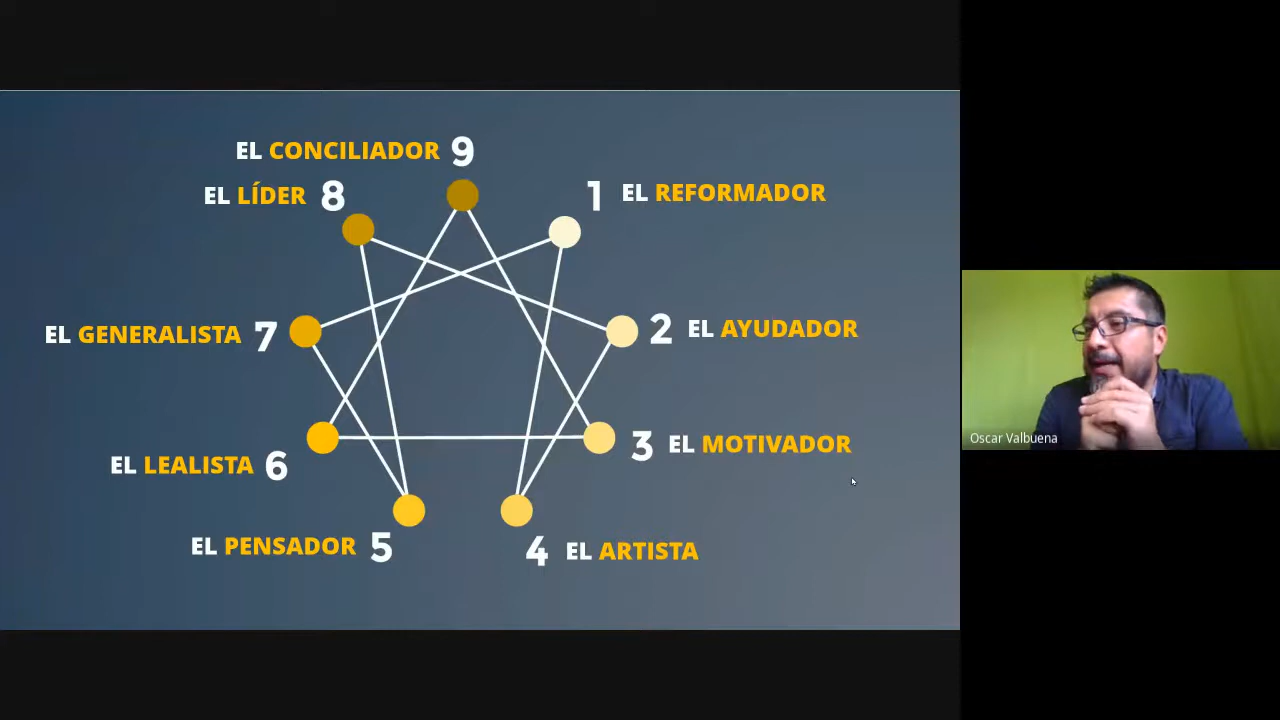 EL CONCILIADOR 9
EL LÍDER 8
1 EL REFORMADOR
EL GENERALISTA 7
2 EL AYUDADOR
EL LEALISTA 6
3 EL MOTIVADOR
EL PENSADOR 5
4 EL ARTISTA
Oscar Valbuena